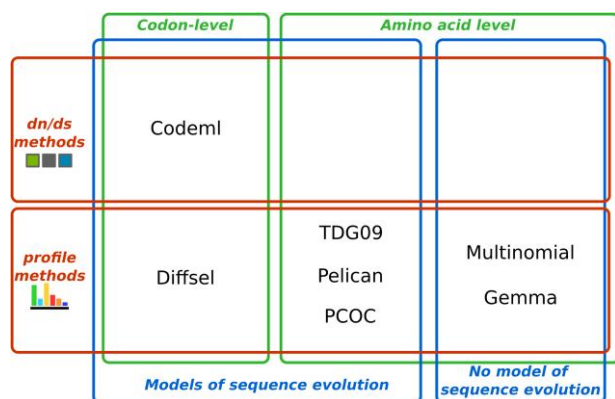 Codon-level
Amino acid level
dn/ds
methods
Codeml
profile
methods
Diffsel
TDG09
Pelican
PCOC
Multinomial
Gemma
Models of sequence evolution
No model of
sequence evolution